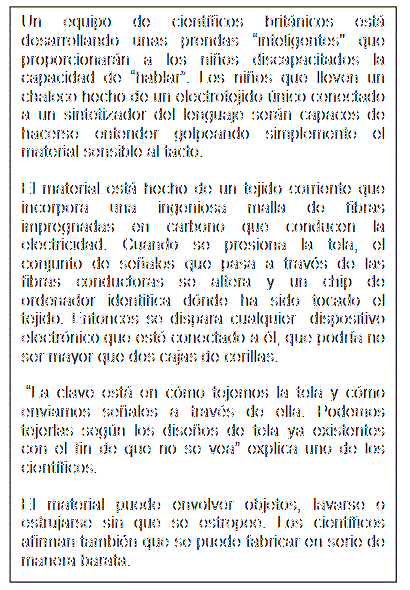 Un equipo de científicos británicos está
desarrollando unas prendas "inteligentes" que
proporcionarán a los niños discapacitados la
capacidad de "hablar". Los niños que lleven un
chaleco hecho de un electrotejido único conectado
a un sintetizador del lenguaje serán capaces de
hacerse entender golpeando simplemente el
material sensible al tacto.
El material está hecho de un tejido corriente que
incorpora una ingeniosa malla de fibras
impregnadas en carbono que conducen la
electricidad. Cuando se presiona la tela, el
conjunto de señales que pasa a través de las
fibras conductoras se altera y un chip de
ordenador identifica dónde ha sido tocado el
tejido. Entonces se dispara cualquier dispositivo
electrónico que esté conectado a él, que podría no
ser mayor que dos cajas de cerillas.
"La clave está en cómo tejemos la tela y cómo
enviamos señales a través de ella. Podemos
tejerlas según los diseños de tela ya existentes
con el fin de que no se vea" explica uno de los
científicos.
El material puede envolver objetos, lavarse o
estrujarse sin que se estropee. Los científicos
afirman también que se puede fabricar en serie de
manera barata.